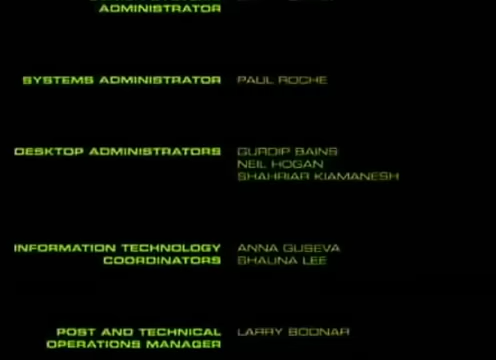 ADMINISTRATOR
SYSTEMS ADMINISTRATOR PAUL ROCHE
DESKTOP ADMINISTRATORS GURDIP BAINS
NEIL HOGAN
SHAHRIAR KIAMANESH
INFORMATION TECHNOLOGY ANNA GUSEVA
COORDINATORS SHAUNA LEE
POST AND TECHNICAL LARRY BODNAR
OPERATIONS MANAGER